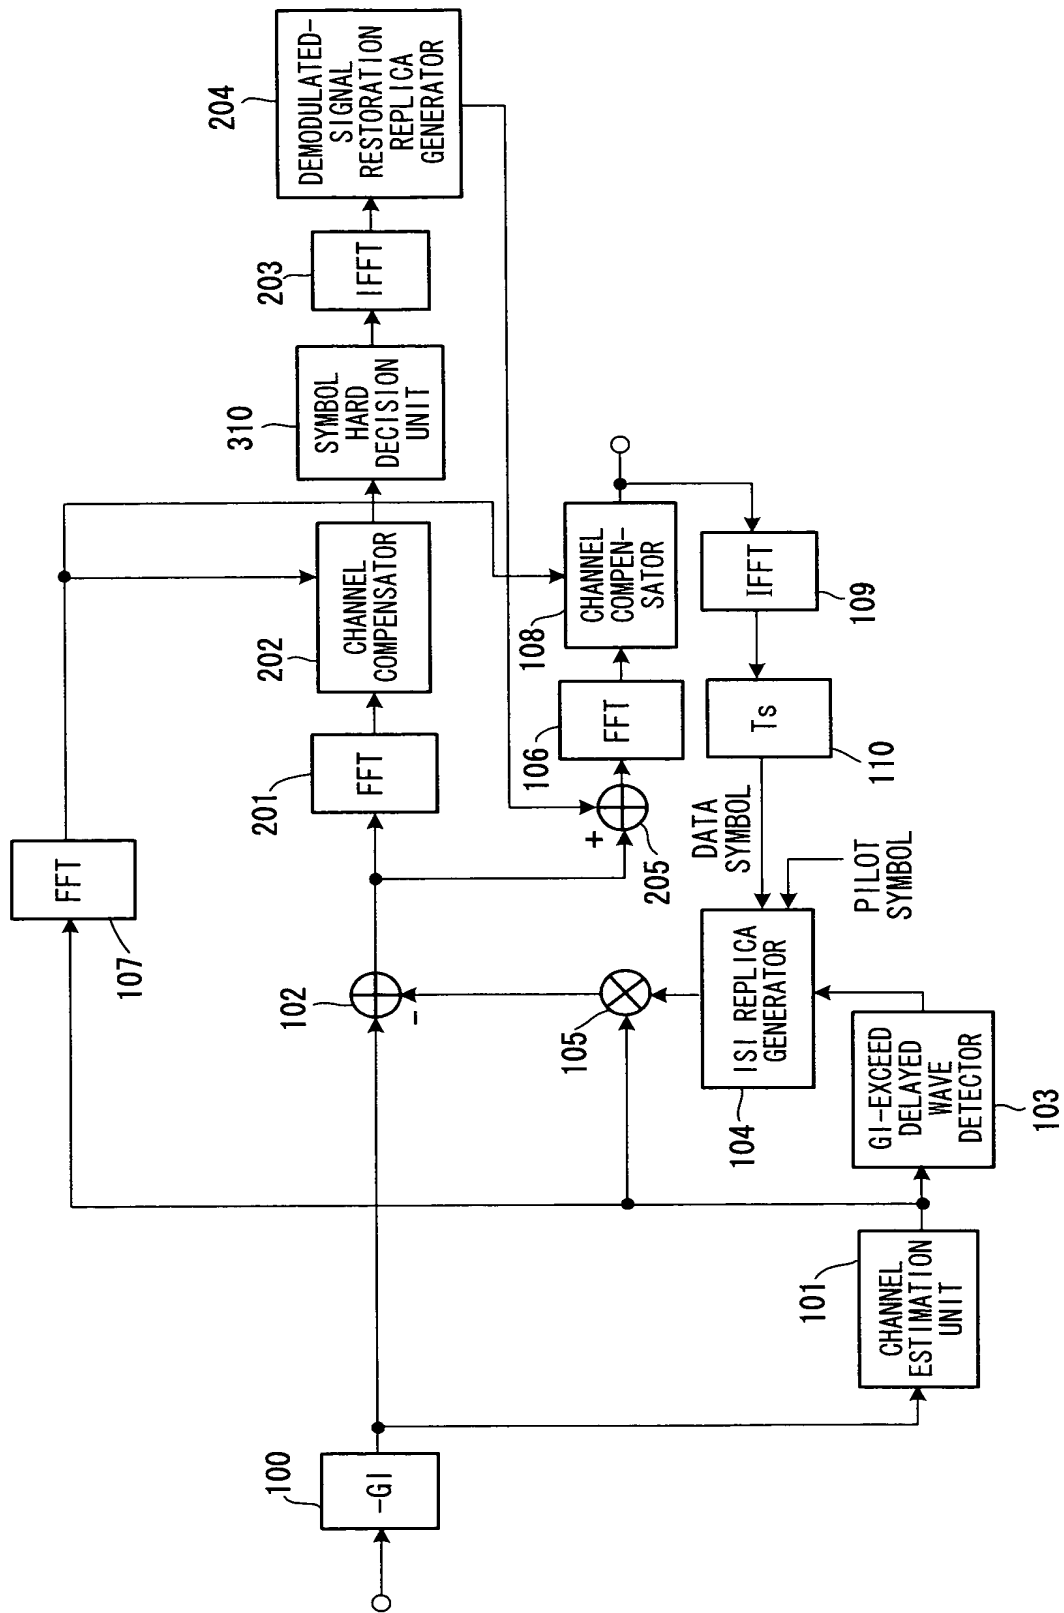 204
DEMODULATED-
SIGNAL
RESTORATION
REPLICA
GENERATOR
203
IFFT
310
SYMBOL
HARD
DECISION
UNIT
202
CHANNEL
COMPENSATOR
201
FFT
107
FFT
102
-
100
-GI
108
CHANNEL
COMPEN-
SATOR
106
FFT
+
205
IFFT
109
Ts
110
DATA
SYMBOL
PILOT
SYMBOL
105
ISI REPLICA
GENERATOR
104
GI-EXCEED
DELAYED
WAVE
DETECTOR
103
101
CHANNEL
ESTIMATION
UNIT